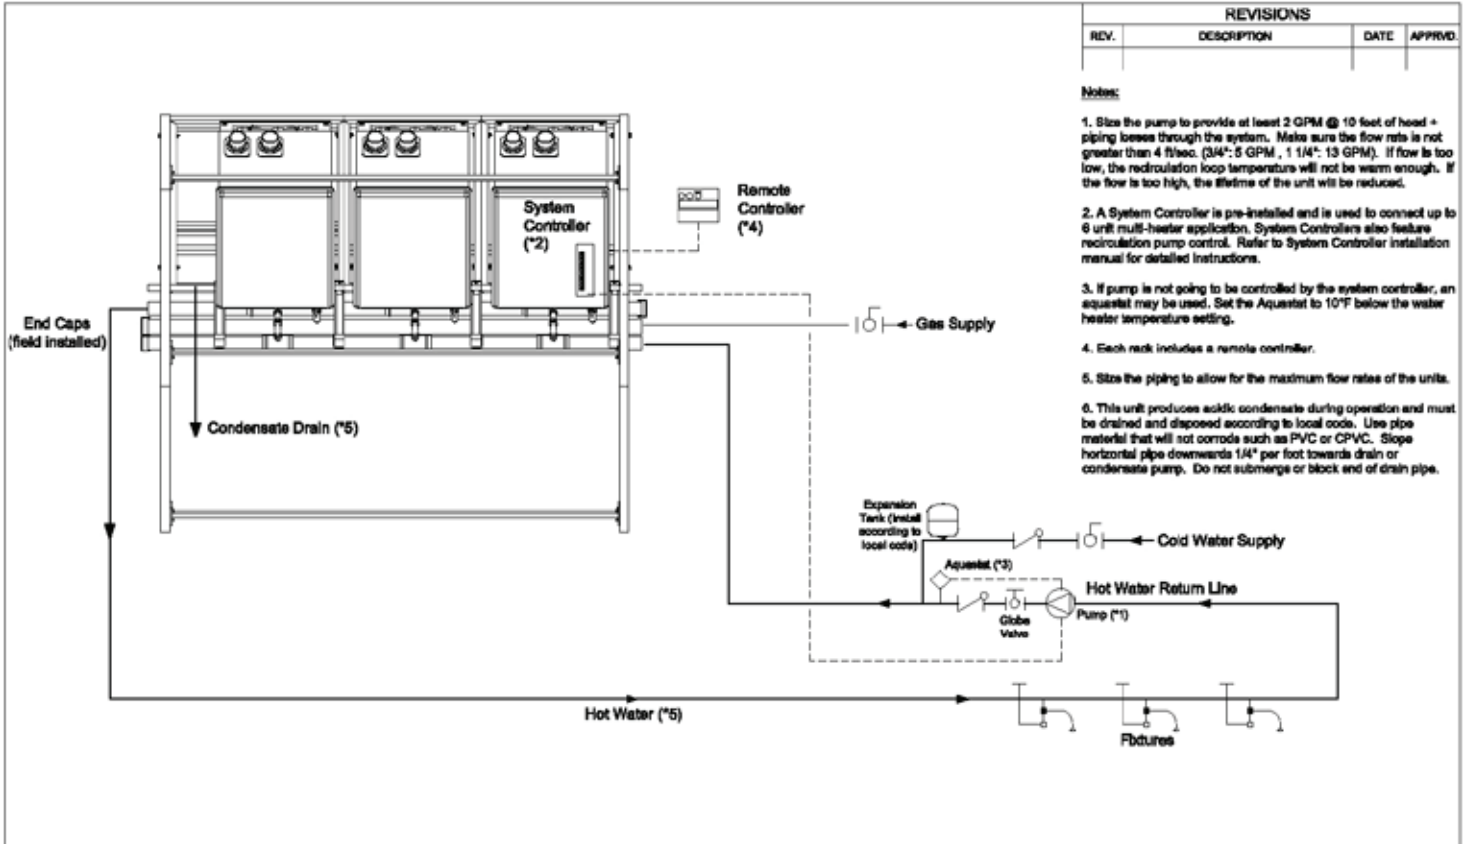 REVISIONS
REV. DESCRIPTION DATE APPRVD.
Notes:
1. Size the pump to provide at least 2 GPM @ 10 feet of head +
piping losses through the system. Make sure the flow rate is not
greater than 4 ft/sec. (3/4": 5 GPM , 1 1/4": 13 GPM). If flow is too
low, the recirculation loop temperature will not be warm enough. If
the flow is too high, the lifetime of the unit will be reduced.
2. A System Controller is pre-installed and is used to connect up to
6 unit multi-heater application. System Controllers also feature
recirculation pump control. Refer to System Controller installation
manual for detailed instructions.
3. If pump is not going to be controlled by the system controller, an
aquastat may be used. Set the Aquastat to 10°F below the water
heater temperature setting.
4. Each rack includes a remote controller.
5. Size the piping to allow for the maximum flow rates of the units.
6. This unit produces acidic condensate during operation and must
be drained and disposed according to local code. Use pipe
material that will not corrode such as PVC or CPVC. Slope
horizontal pipe downwards 1/4" per foot towards drain or
condensate pump. Do not submerge or block end of drain pipe.
System
Controller
(*2)
Remote
Controller
(*4)
End Caps
(field installed)
Gas Supply
Condensate Drain (*5)
Expansion
Tank (install
according to
local code)
Cold Water Supply
Aquastat (*3)
Hot Water Return Line
Globe
Valve
Pump (*1)
Hot Water (*5)
Fixtures